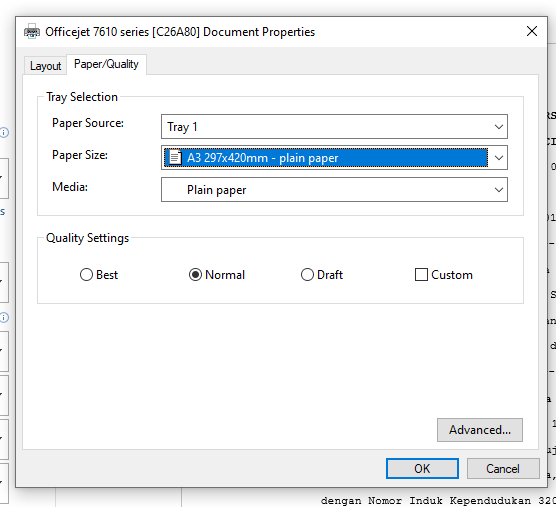 Officejet 7610 series [C26A80] Document Properties
Layout
Paper/Quality
Tray Selection
Paper Source:
Tray 1
Paper Size:
A3 297x420mm - plain paper
Media:
Plain paper
Quality Settings
Best
Normal
Draft
Custom
Advanced...
OK
Cancel
dengan Nomor Induk Kependudukan 320